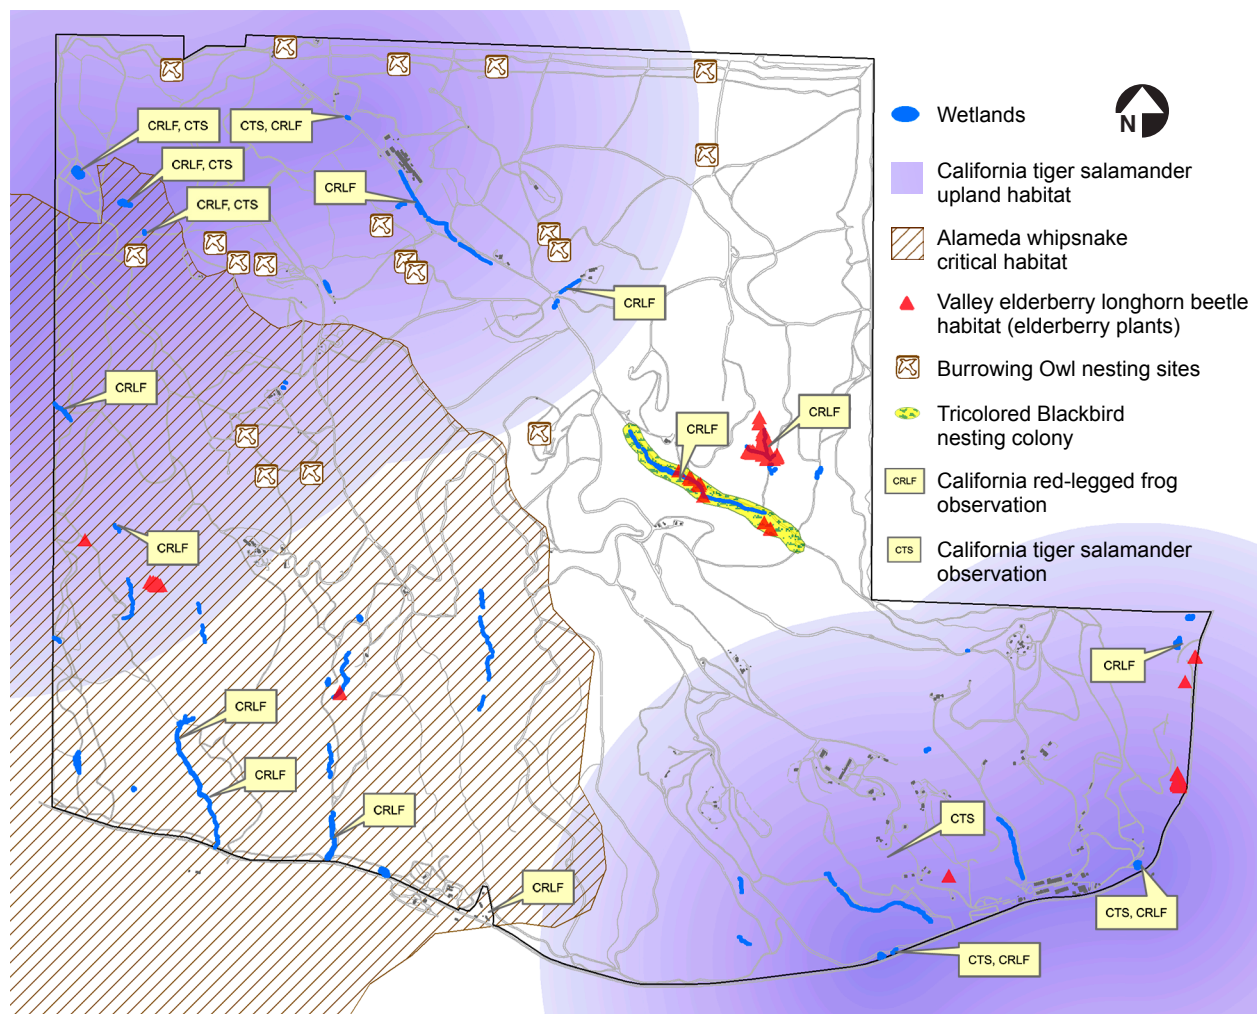 CRLF, CTS
CTS, CRLF
CRLF, CTS
CRLF
CRLF, CTS
CRLF
CRLF
CRLF
CRLF
CRLF
CRLF
CRLF
CRLF
CRLF
CTS
CRLF
CTS, CRLF
CTS, CRLF
N
Wetlands
California tiger salamander
upland habitat
Alameda whipsnake
critical habitat
Valley elderberry longhorn beetle
habitat (elderberry plants)
Burrowing Owl nesting sites
Tricolored Blackbird
nesting colony
CRLF
California red-legged frog
observation
CTS
California tiger salamander
observation